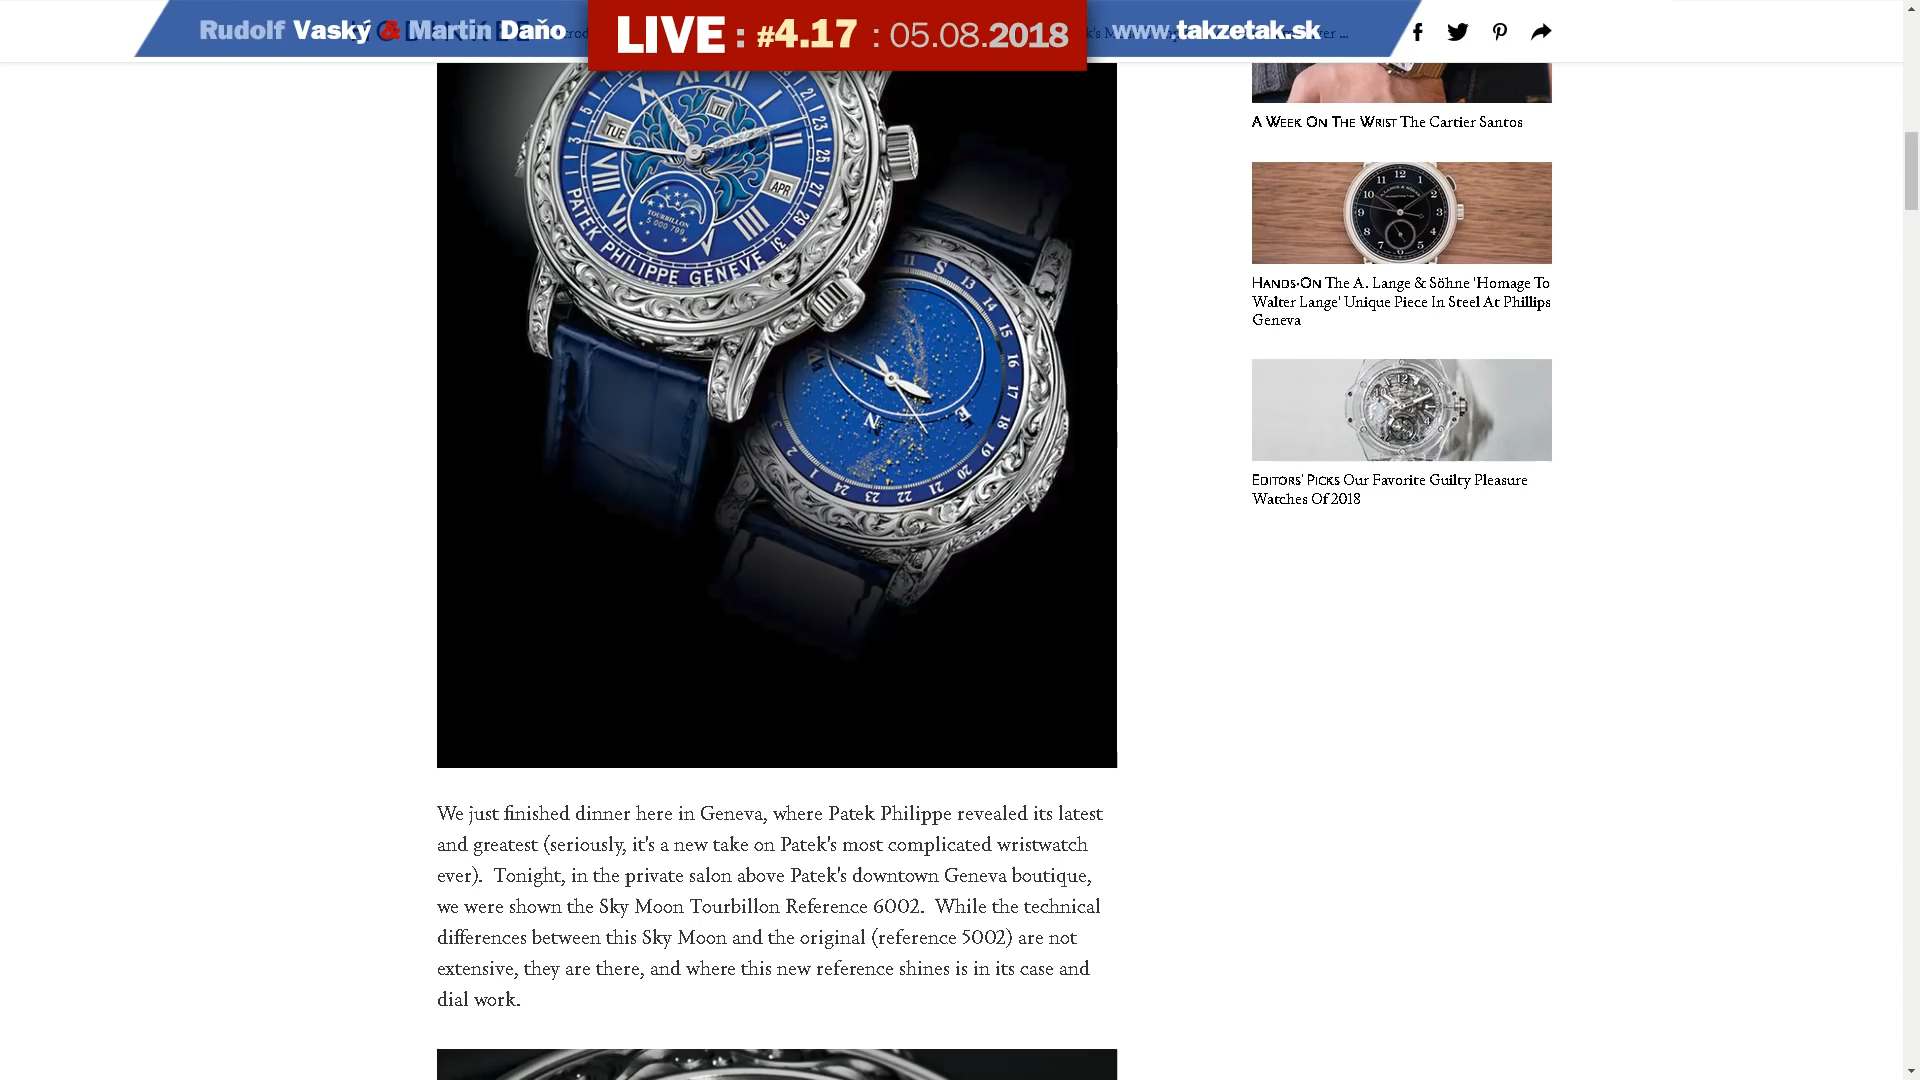 Rudolf Vaský & Martin Daňo
LIVE : #4.17 : 05.08.2018
www.takzetak.sk
TUE
III
APR
TOURBILLON
5 000 799
PATEK PHILIPPE GENEVE
A Week On The Wrist The Cartier Santos
Hands-On The A. Lange & Söhne 'Homage To
Walter Lange' Unique Piece In Steel At Phillips
Geneva
Editors' Picks Our Favorite Guilty Pleasure
Watches Of 2018
We just finished dinner here in Geneva, where Patek Philippe revealed its latest
and greatest (seriously, it's a new take on Patek's most complicated wristwatch
ever).  Tonight, in the private salon above Patek's downtown Geneva boutique,
we were shown the Sky Moon Tourbillon Reference 6002.  While the technical
differences between this Sky Moon and the original (reference 5002) are not
extensive, they are there, and where this new reference shines is in its case and
dial work.